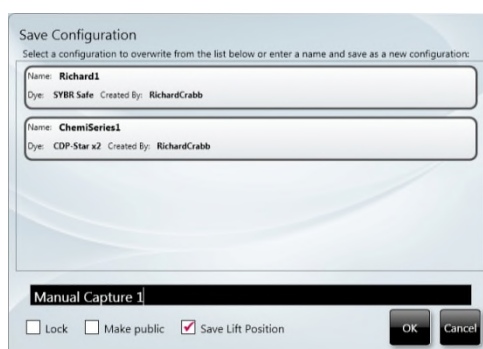 Save Configuration
Select a configuration to overwrite from the list below or enter a name and save as a new configuration:
Name: Richard1
Dye: SYBR Safe Created By: RichardCrabb
Name: ChemiSeries1
Dye: CDP-Star x2 Created By: RichardCrabb
Manual Capture 1
Lock Make public Save Lift Position OK Cancel